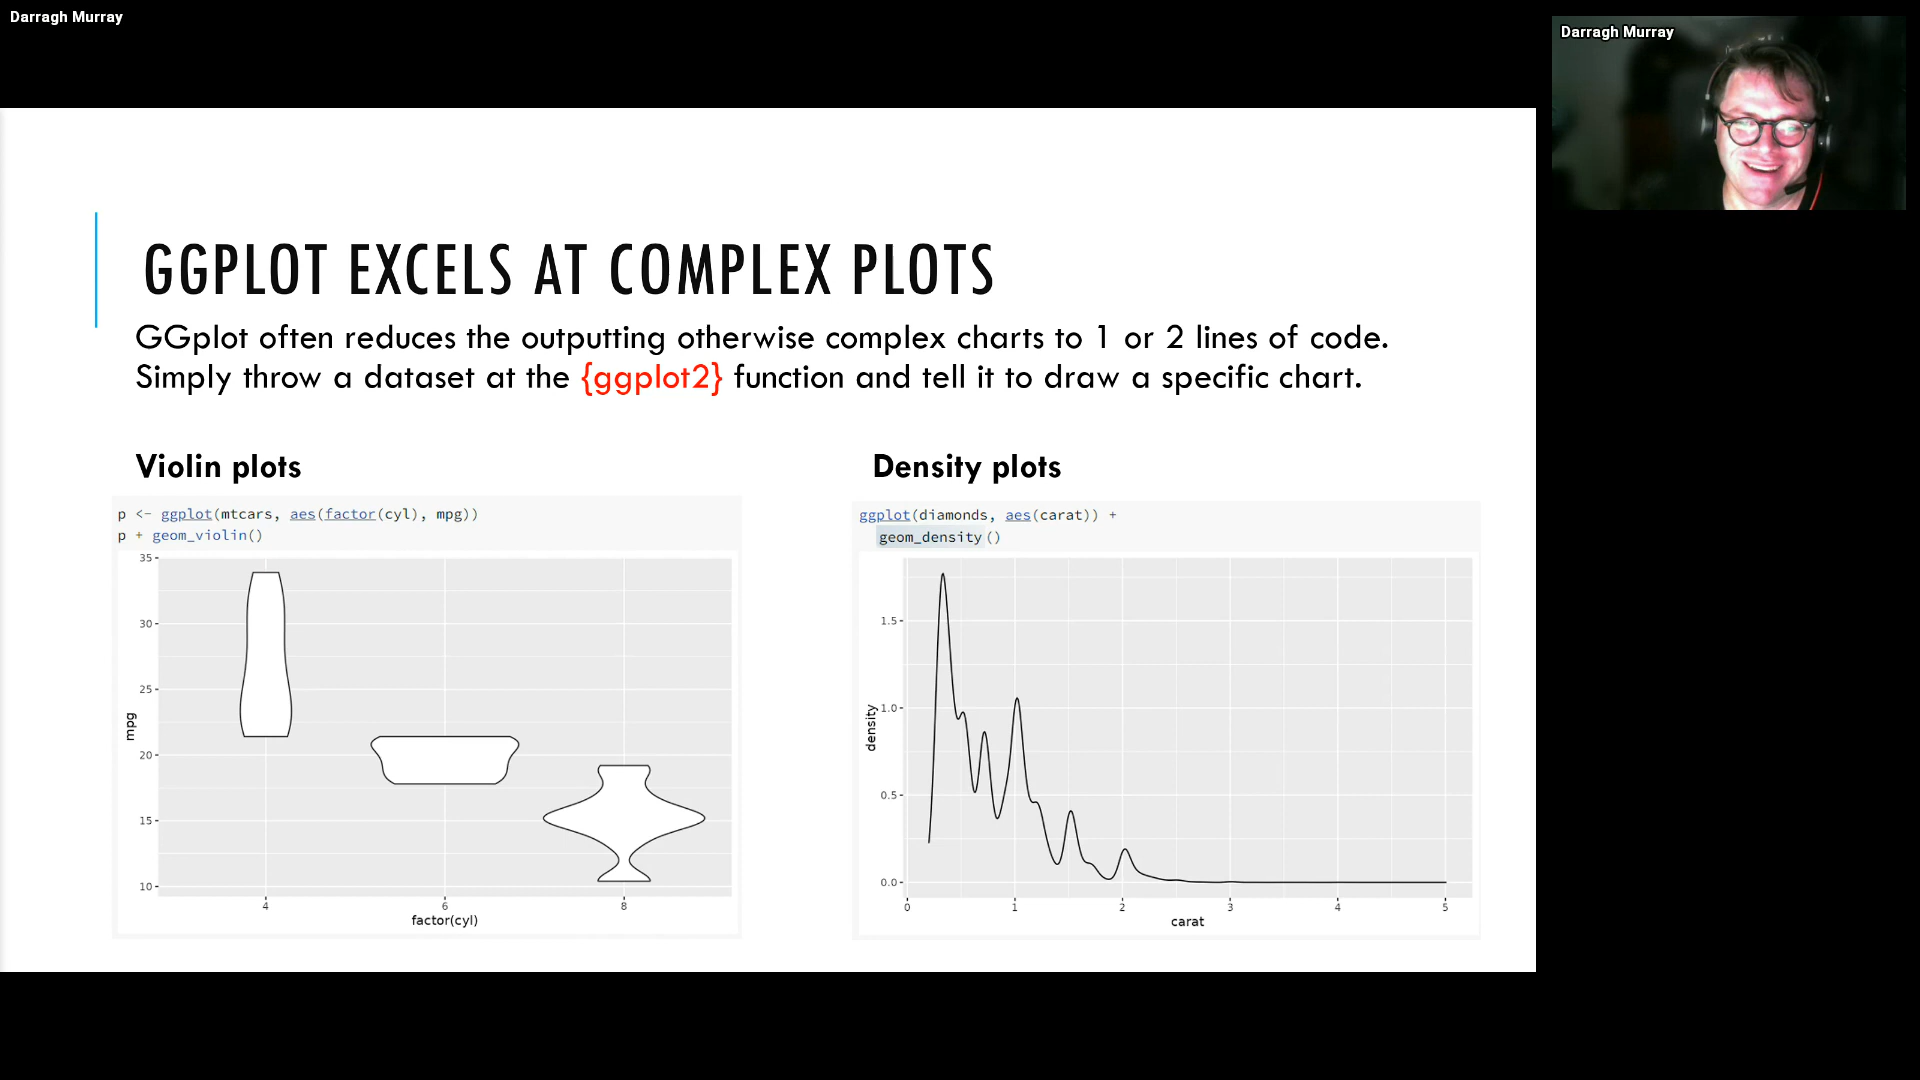 Darragh Murray
Darragh Murray
GGPLOT EXCELS AT COMPLEX PLOTS
GGplot often reduces the outputting otherwise complex charts to 1 or 2 lines of code.
Simply throw a dataset at the {ggplot2} function and tell it to draw a specific chart.
Violin plots
p <- ggplot(mtcars, aes(factor(cyl), mpg))
p + geom_violin()
35
30
25
20
15
10
mpg
4 6 8
factor(cyl)
Density plots
ggplot(diamonds, aes(carat)) +
geom_density()
1.5
1.0
0.5
0.0
density
0 1 2 3 4 5
carat